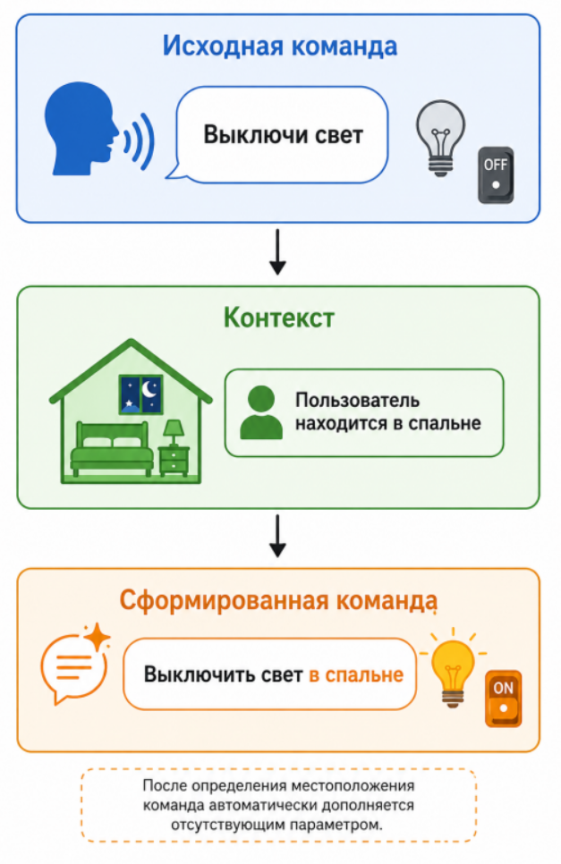 Исходная команда
Выключи свет
OFF
Контекст
Пользователь
находится в спальне
Сформированная команда
Выключить свет в спальне
ON
После определения местоположения
команда автоматически дополняется
отсутствующим параметром.